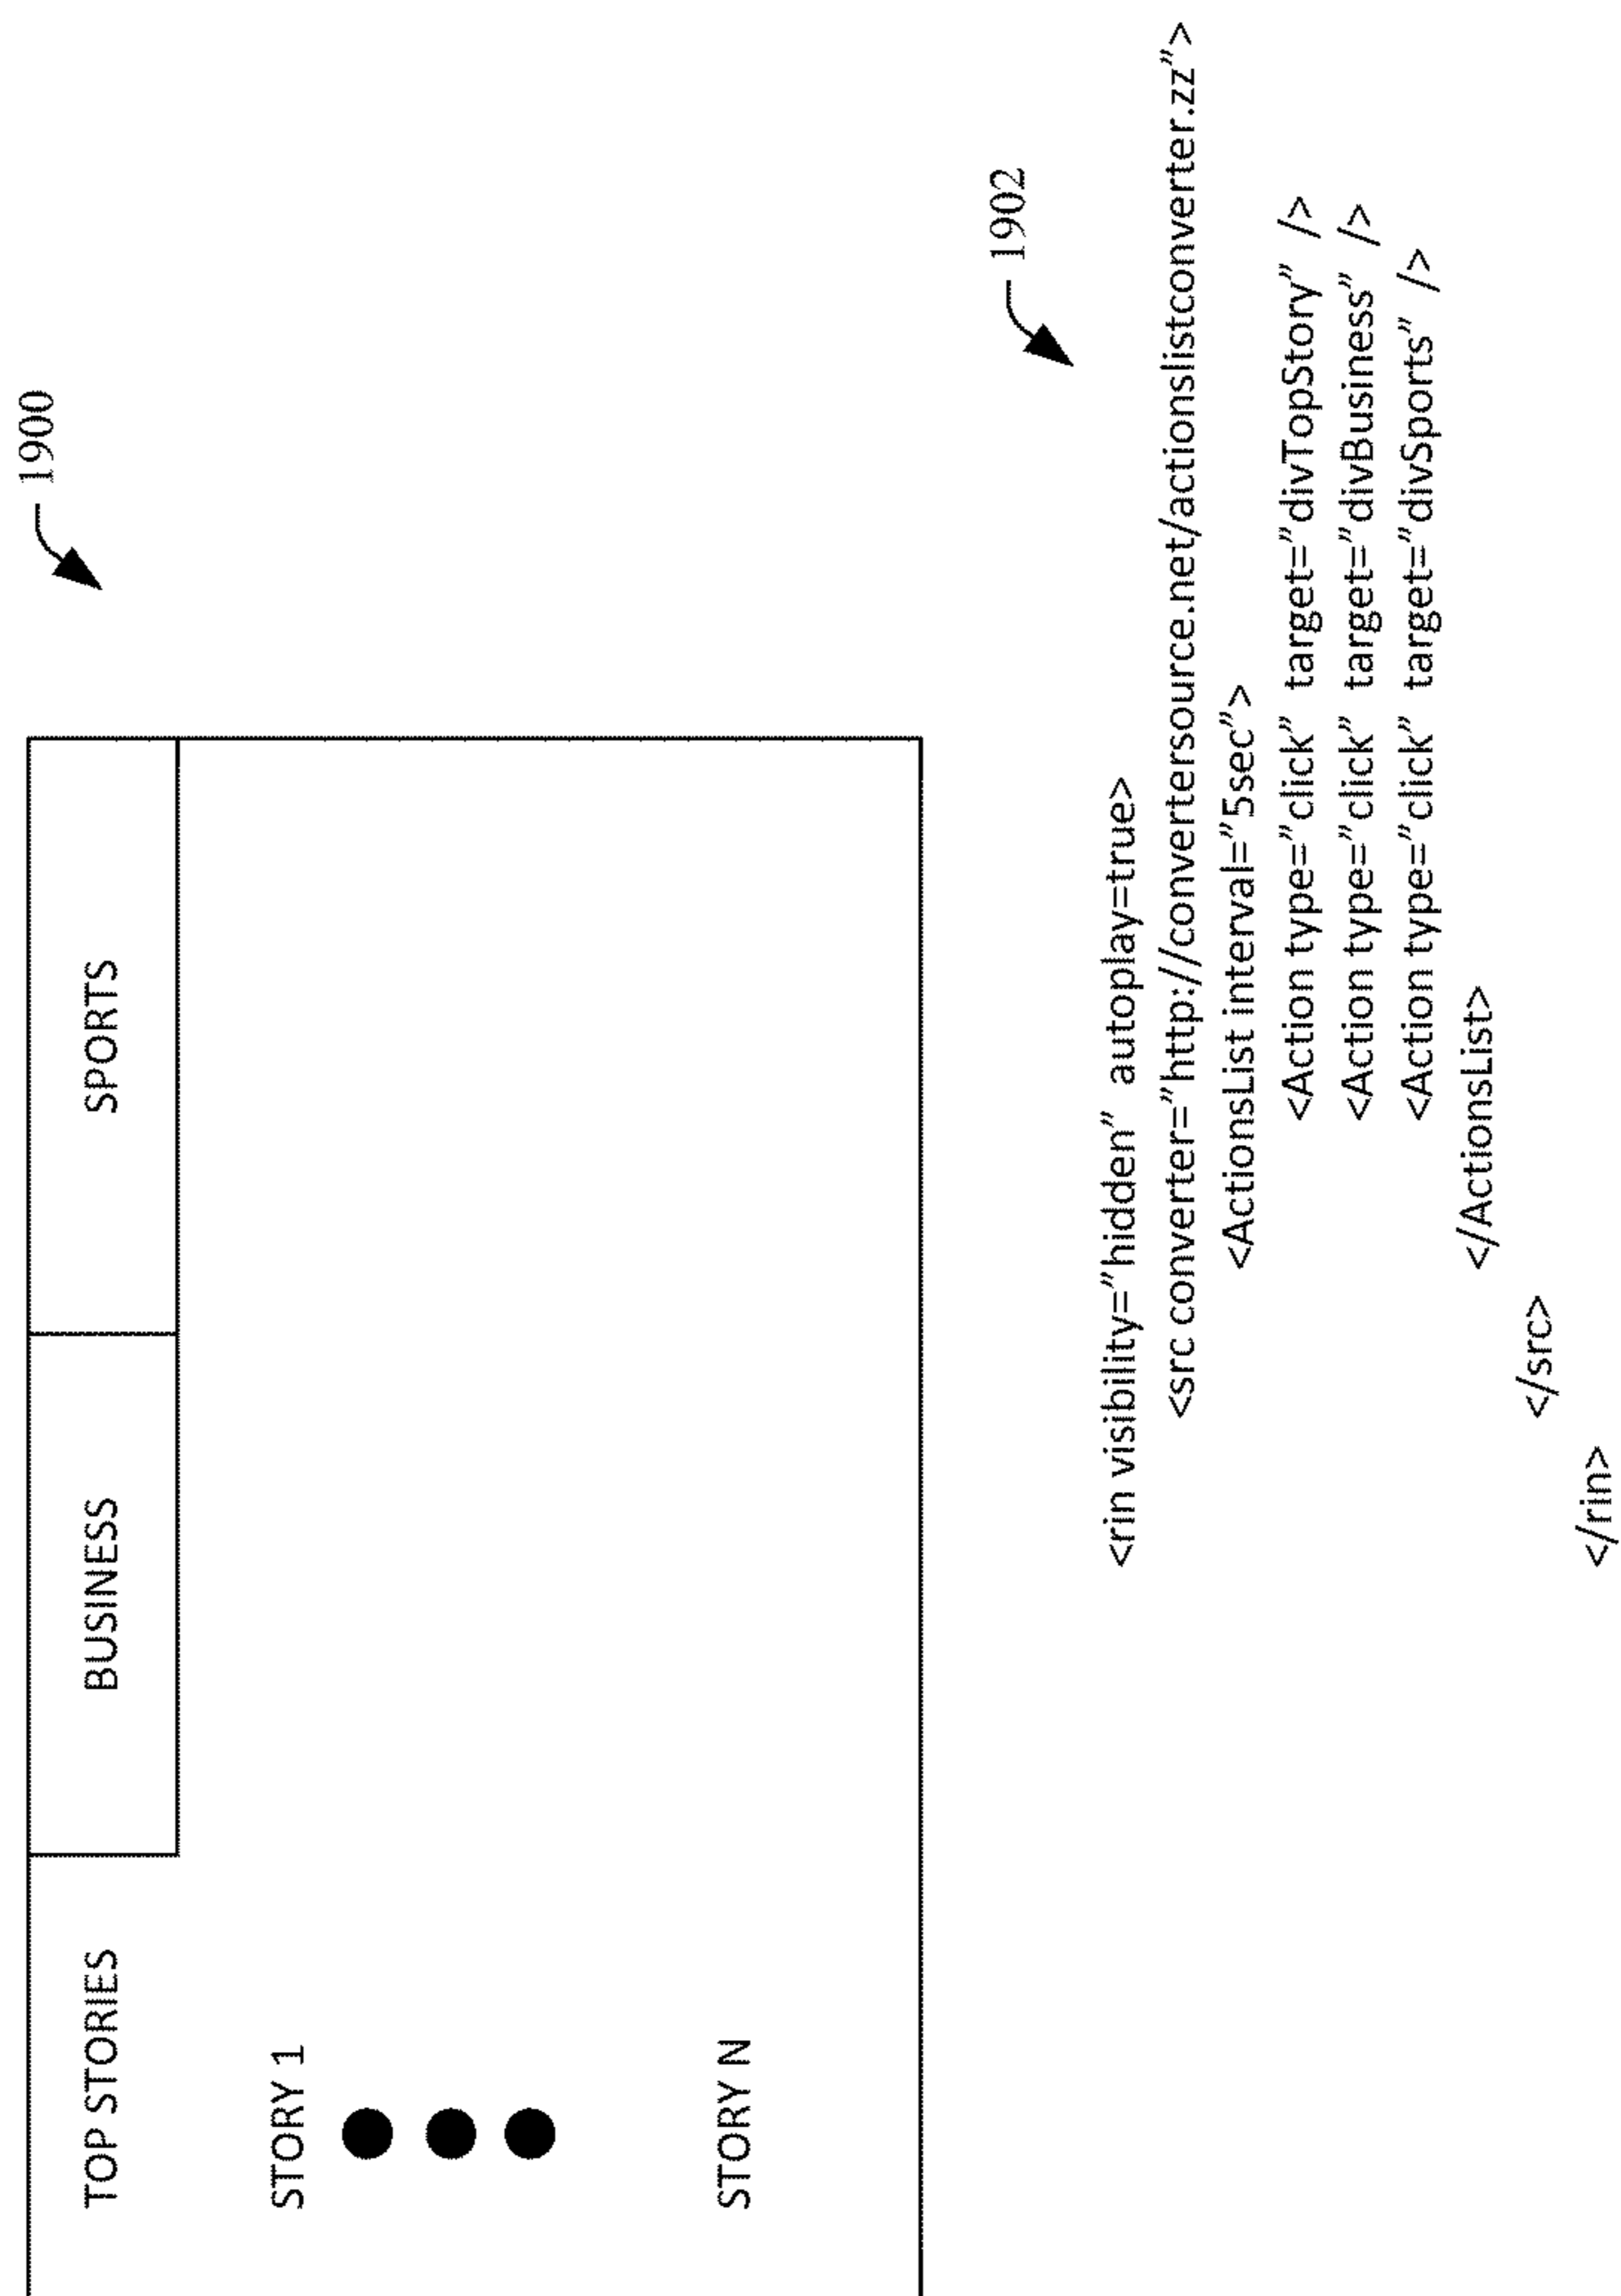 1900
TOP STORIES
BUSINESS
SPORTS
STORY 1
STORY N
1902
<rin visibility=”hidden” autoplay=true>
<src converter=”http://convertersource.net/actionslistconverter.zz”>
<ActionsList interval=”5sec”>
<Action type=”click” target=”divTopStory” />
<Action type=”click” target=”divBusiness” />
<Action type=”click” target=”divSports” />
</ActionsList>
</src>
</rin>